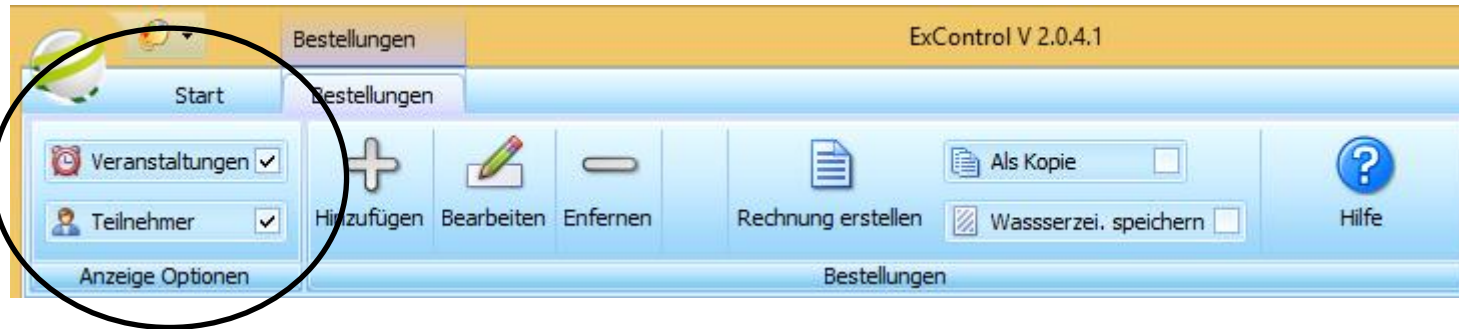 Bestellungen
ExControl V 2.0.4.1
Start
Bestellungen
Veranstaltungen
Teilnehmer
Anzeige Optionen
Hinzufügen
Bearbeiten
Enfernen
Rechnung erstellen
Als Kopie
Wassserzei. speichern
Hilfe
Bestellungen